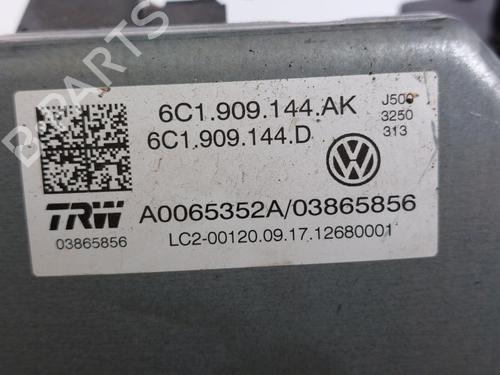 6C1.909.144.AK
6C1.909.144.D
J500
3250
313
TRW
03865856
A0065352A/03865856
LC2-00120.09.17.12680001
B-PARTS